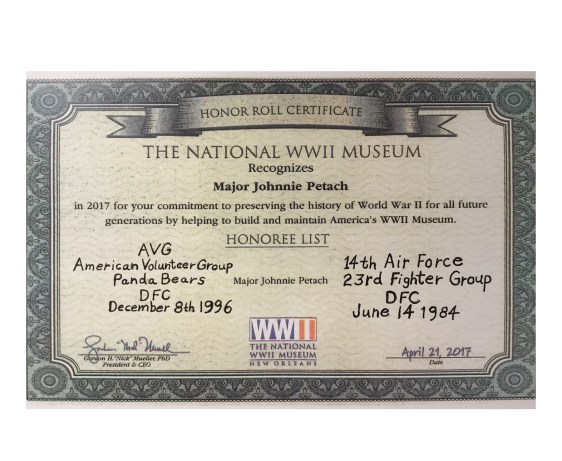 HONOR ROLL CERTIFICATE
THE NATIONAL WWII MUSEUM
Recognizes
Major Johnnie Petach
in 2017 for your commitment to preserving the history of World War II for all future
generations by helping to build and maintain America's WWII Museum.
HONOREE LIST
AVG
American Volunteer Group
Panda Bears
DFC
December 8th 1996
Major Johnnie Petach
14th Air Force
23rd Fighter Group
DFC
June 14 1984
Gordon H. "Nick" Mueller, PhD
President & CEO
WWII
THE NATIONAL
WWII MUSEUM
NEW ORLEANS
April 21, 2017
Date